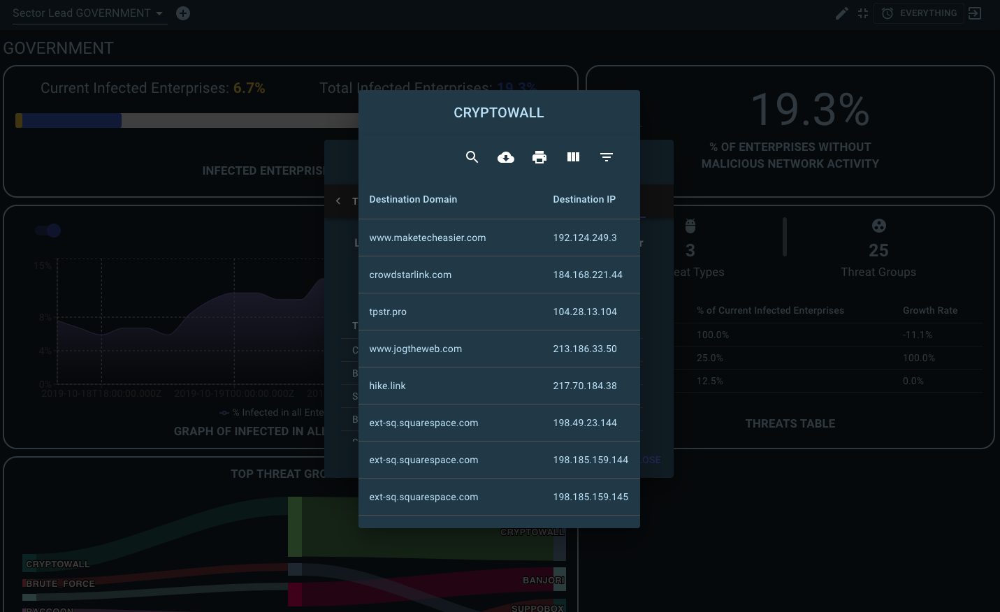 Sector Lead GOVERNMENT
EVERYTHING
GOVERNMENT
Current Infected Enterprises: 6.7%
Total Infected Enterprises: 19.3%
INFECTED
19.3%
% OF ENTERPRISES WITHOUT
MALICIOUS NETWORK ACTIVITY
CRYPTOWALL
Destination Domain Destination IP
www.maketecheasier.com 192.124.249.3
crowdstarlink.com 184.168.221.44
tpstr.pro 104.28.13.104
www.jogtheweb.com 213.186.33.50
hike.link 217.70.184.38
ext-sq.squarespace.com 198.49.23.144
ext-sq.squarespace.com 198.185.159.144
ext-sq.squarespace.com 198.185.159.145
15%
8%
4%
0%
2019-10-18T18:00:00.000Z 2019-10-19T00:00:00.000Z 201
% Infected in all Ente
GRAPH OF INFECTED IN ALL
T
L
r
T
C
B
S
B
LOSE
3
eat Types
25
Threat Groups
% of Current Infected Enterprises Growth Rate
100.0% -11.1%
25.0% 100.0%
12.5% 0.0%
THREATS TABLE
TOP THREAT GRO
CRYPTOWALL
BRUTE_FORCE
RACCOON
CRYPTOWALL
BANJORI
SUPPOBOX